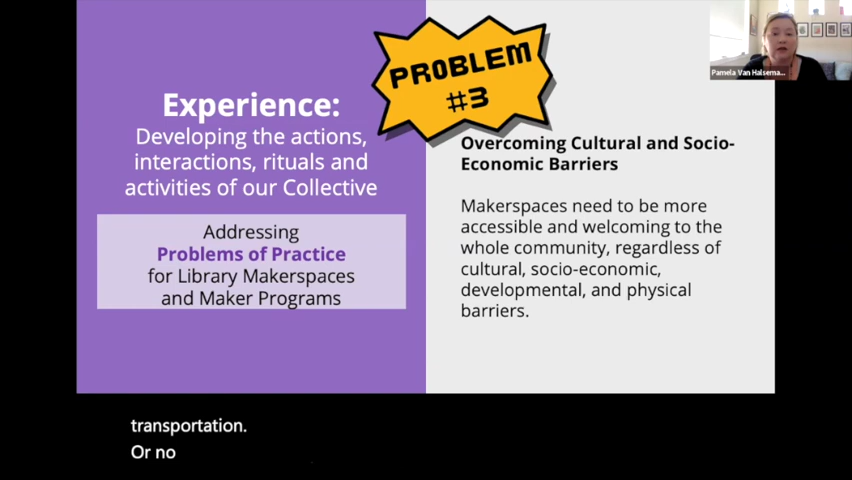 Experience:
Developing the actions,
interactions, rituals and
activities of our Collective
Addressing
Problems of Practice
for Library Makerspaces
and Maker Programs
PROBLEM
#3
Overcoming Cultural and Socio-
Economic Barriers
Makerspaces need to be more
accessible and welcoming to the
whole community, regardless of
cultural, socio-economic,
developmental, and physical
barriers.
Pamela Van Halsema...
transportation.
Or no